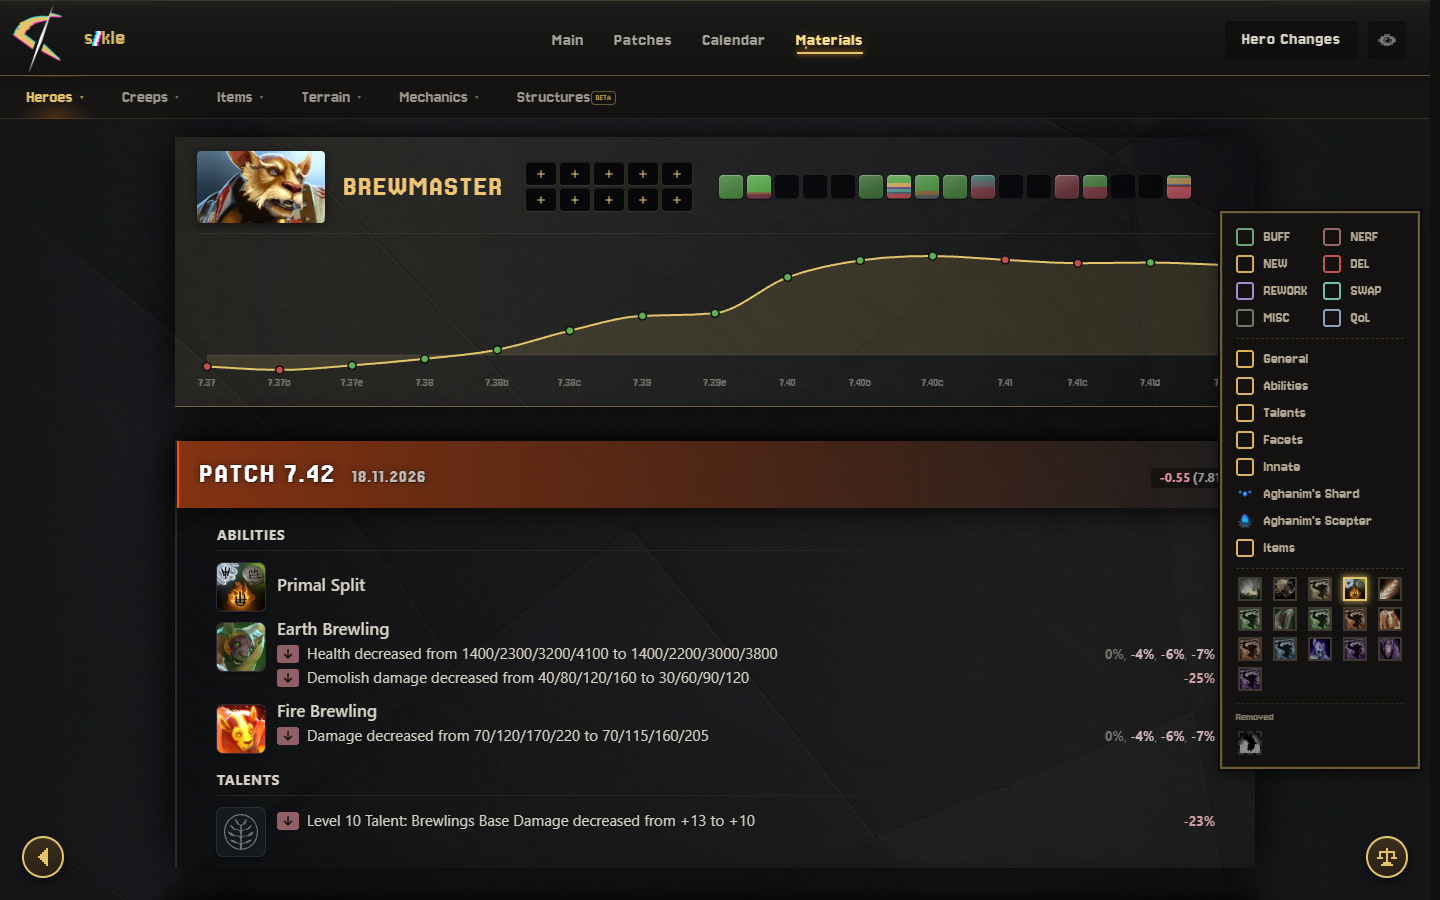 s/kle
Main Patches Calendar Materials
Hero Changes
Heroes Creeps Items Terrain Mechanics Structures BETA
BREWMASTER
+ + + + +
+ + + + +
7.37 7.37b 7.37e 7.38 7.38b 7.38c 7.39 7.39e 7.40 7.40b 7.40c 7.41 7.41c 7.41d
PATCH 7.42 18.11.2026
-0.55 (7.81
ABILITIES
Primal Split
Earth Brewling
Health decreased from 1400/2300/3200/4100 to 1400/2200/3000/3800 0%, -4%, -6%, -7%
Demolish damage decreased from 40/80/120/160 to 30/60/90/120 -25%
Fire Brewling
Damage decreased from 70/120/170/220 to 70/115/160/205 0%, -4%, -6%, -7%
TALENTS
Level 10 Talent: Brewlings Base Damage decreased from +13 to +10 -23%
BUFF NERF
NEW DEL
REWORK SWAP
MISC QoL
General
Abilities
Talents
Facets
Innate
Aghanim's Shard
Aghanim's Scepter
Items
Removed